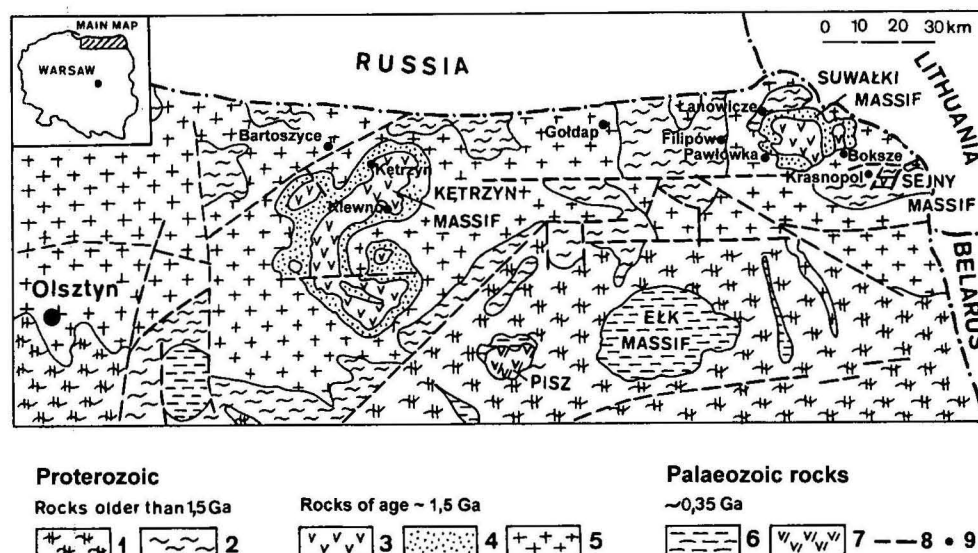 MAIN MAP
WARSAW
RUSSIA
0 10 20 30 km
LITHUANIA
SUWAŁKI
MASSIF
Łanowicze
Bartoszyce
Gołdap
Filipów
Pawłówka
Boksze
Kętrzyn
Krasnopol
SEJNY
MASSIF
KĘTRZYN
MASSIF
Klewno
BELARUS
Olsztyn
EŁK
MASSIF
PISZ
Proterozoic
Palaeozoic rocks
Rocks older than 1,5 Ga
Rocks of age ~ 1,5 Ga
~0,35 Ga
1 2 3 4 5 6 7 8 9